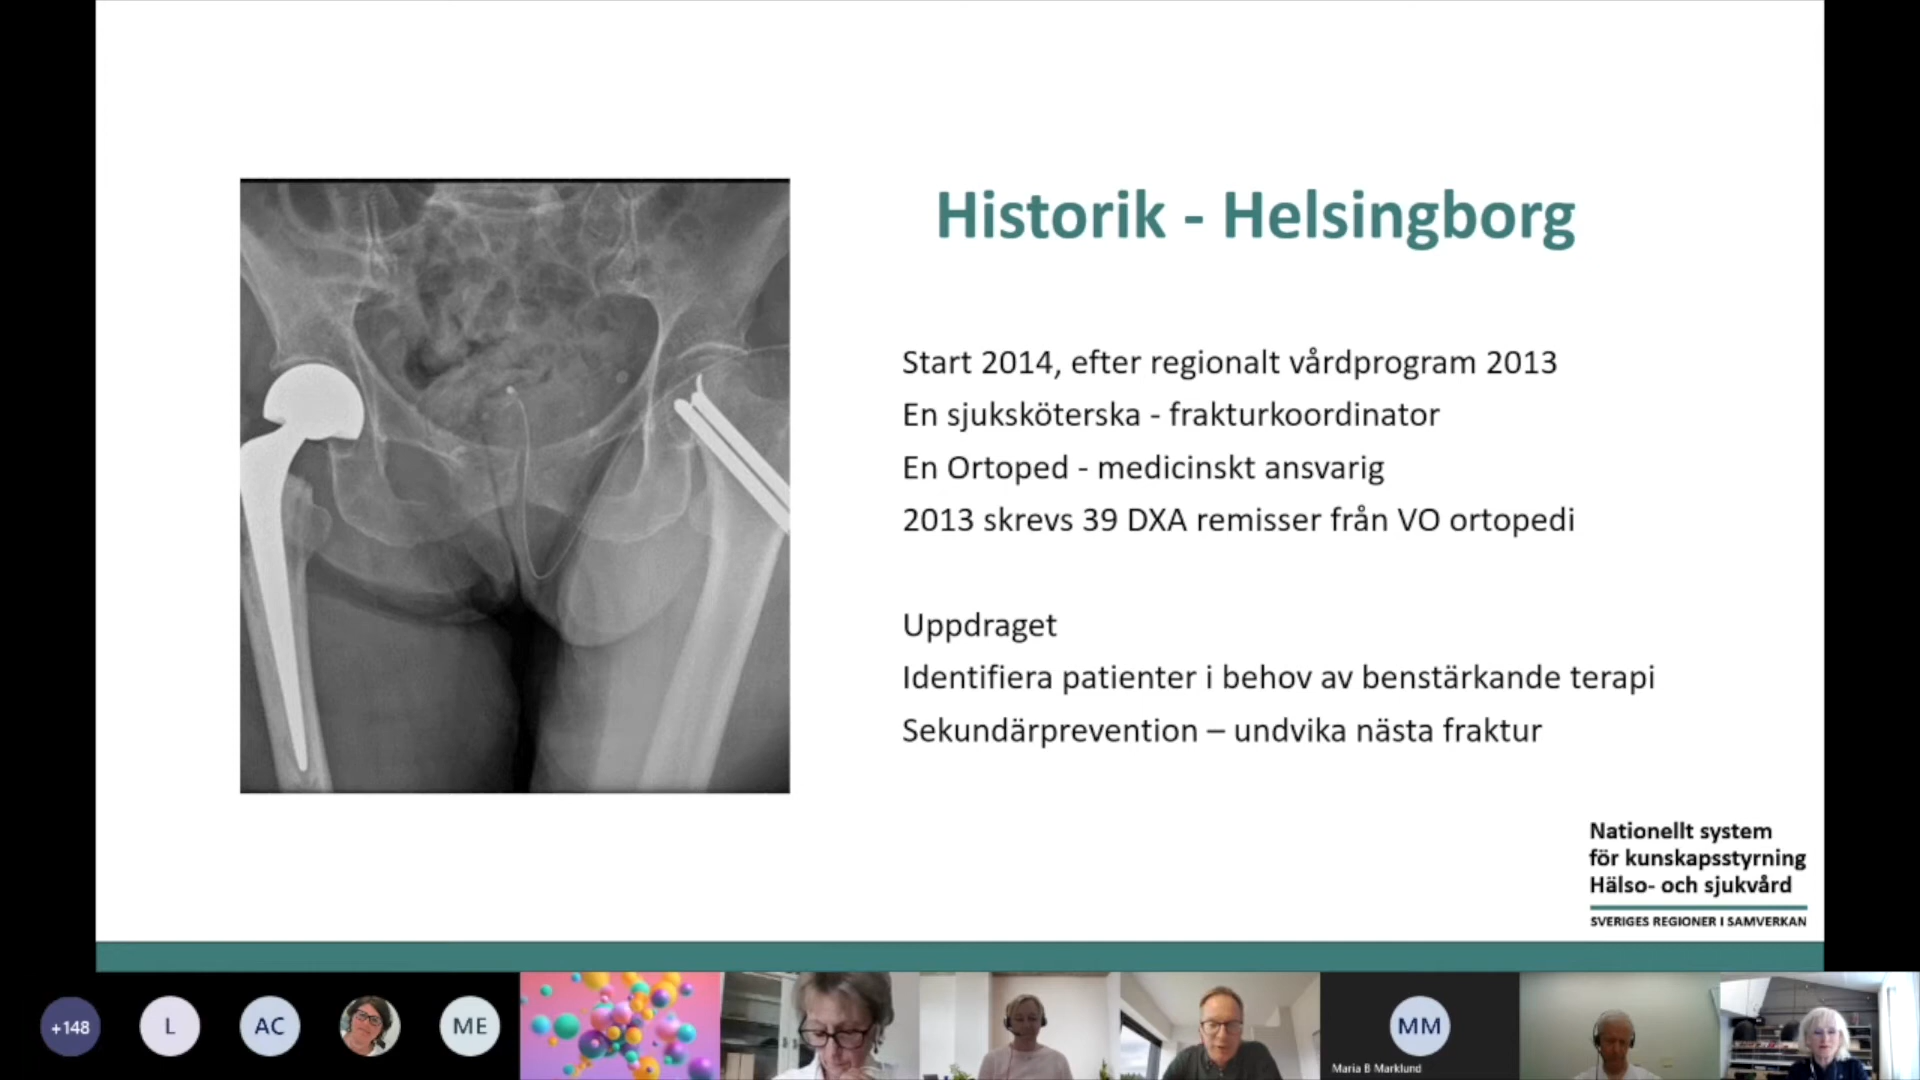 Historik - Helsingborg
Start 2014, efter regionalt vårdprogram 2013
En sjuksköterska - frakturkoordinator
En Ortoped - medicinskt ansvarig
2013 skrevs 39 DXA remisser från VO ortopedi
Uppdraget
Identifiera patienter i behov av benstärkande terapi
Sekundärprevention – undvika nästa fraktur
Nationellt system
för kunskapsstyrning
Hälso- och sjukvård
SVERIGES REGIONER I SAMVERKAN
+148
L
AC
ME
MM
Maria B Marklund